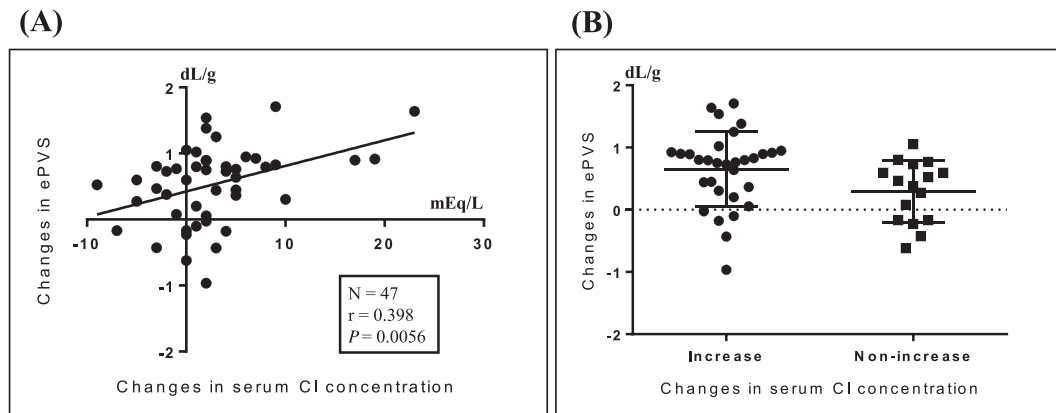 (A)
dL/g
2
1
-1
-2
-10
10
20
30
mEq/L
Changes in ePVS
N = 47
r = 0.398
P = 0.0056
Changes in serum Cl concentration
(B)
dL/g
2
1
0
-1
-2
Changes in ePVS
Increase
Non-increase
Changes in serum Cl concentration